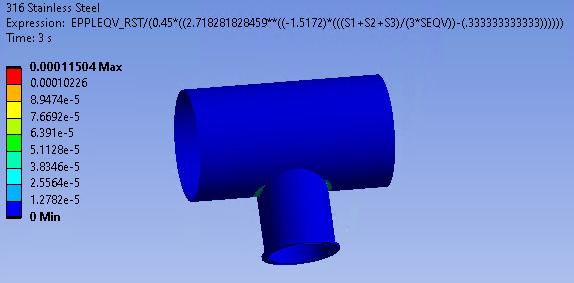 316 Stainless Steel
Expression: EPPLEQV_RST/(0.45*((2.718281828459**((-1.5172)*(((S1+S2+S3)/(3*SEQV))-(.333333333333))))))
Time: 3 s
0.00011504 Max
0.00010226
8.9474e-5
7.6692e-5
6.391e-5
5.1128e-5
3.8346e-5
2.5564e-5
1.2782e-5
0 Min